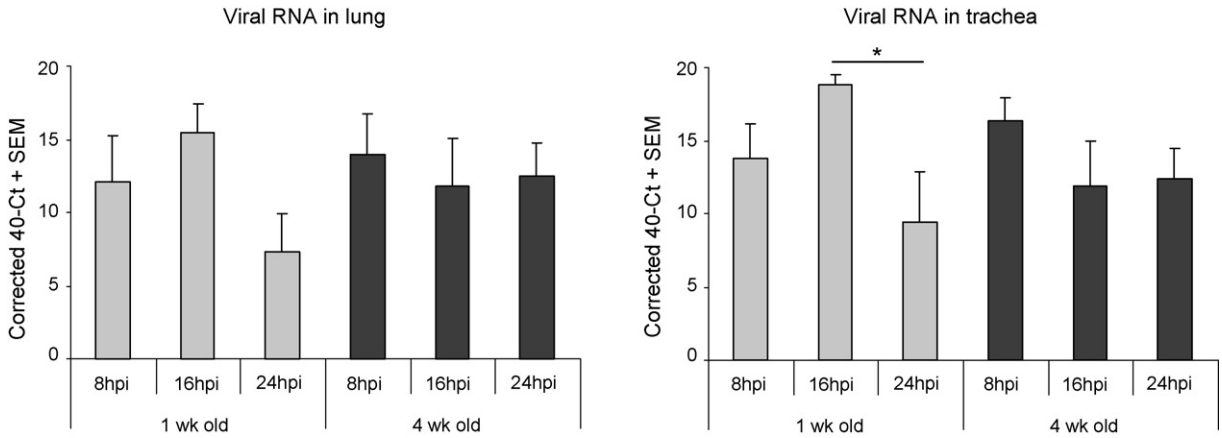 Viral RNA in lung
Corrected 40-Ct + SEM
20
15
10
5
0
8hpi 16hpi 24hpi 8hpi 16hpi 24hpi
1 wk old 4 wk old
Viral RNA in trachea
Corrected 40-Ct + SEM
20
15
10
5
0
*
8hpi 16hpi 24hpi 8hpi 16hpi 24hpi
1 wk old 4 wk old